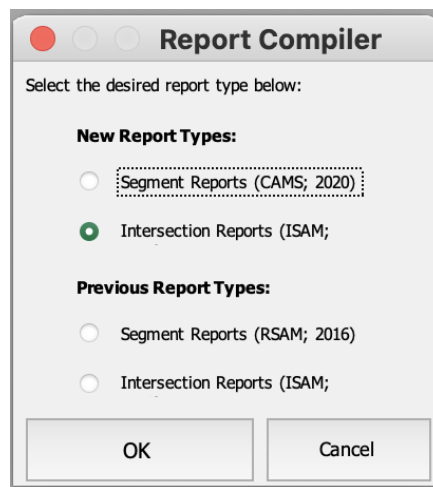 Report Compiler
Select the desired report type below:
New Report Types:
Segment Reports (CAMS; 2020)
Intersection Reports (ISAM;
Previous Report Types:
Segment Reports (RSAM; 2016)
Intersection Reports (ISAM;
OK
Cancel